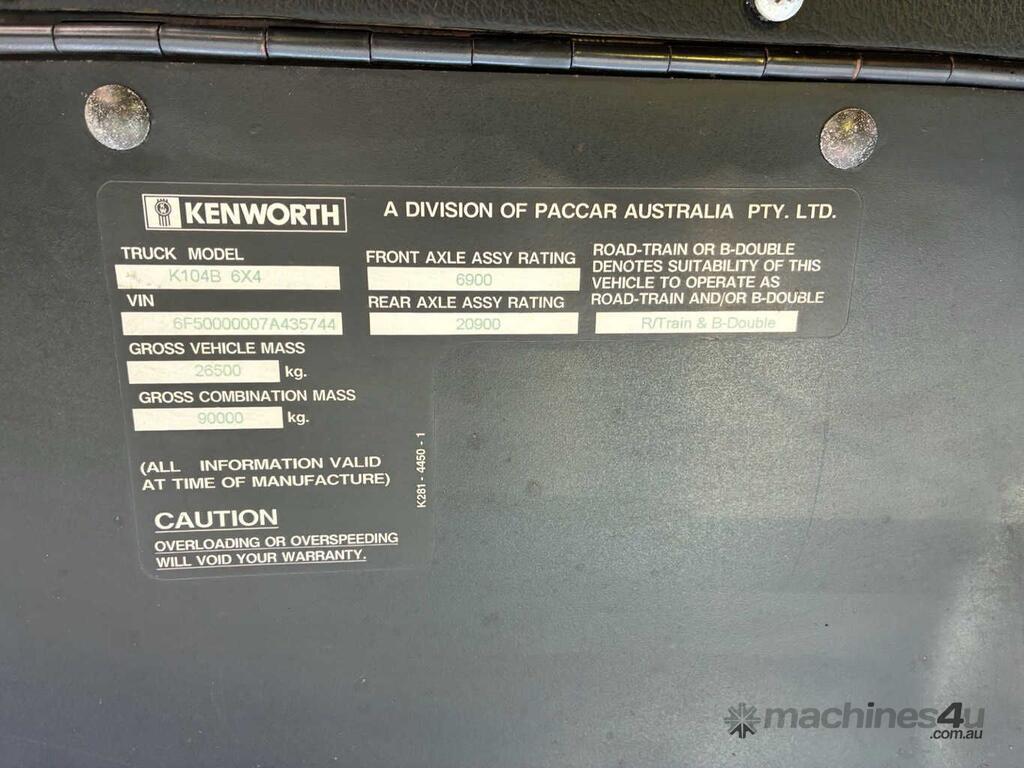 KENWORTH A DIVISION OF PACCAR AUSTRALIA PTY. LTD.
TRUCK MODEL
K104B 6X4
VIN
6F50000007A435744
GROSS VEHICLE MASS
26500 kg.
GROSS COMBINATION MASS
90000 kg.
FRONT AXLE ASSY RATING
6900
REAR AXLE ASSY RATING
20900
ROAD-TRAIN OR B-DOUBLE
DENOTES SUITABILITY OF THIS
VEHICLE TO OPERATE AS
ROAD-TRAIN AND/OR B-DOUBLE
R/Train & B-Double
(ALL INFORMATION VALID
AT TIME OF MANUFACTURE)
CAUTION
OVERLOADING OR OVERSPEEDING
WILL VOID YOUR WARRANTY.
K281 - 4450 - 1
machines4u
.com.au